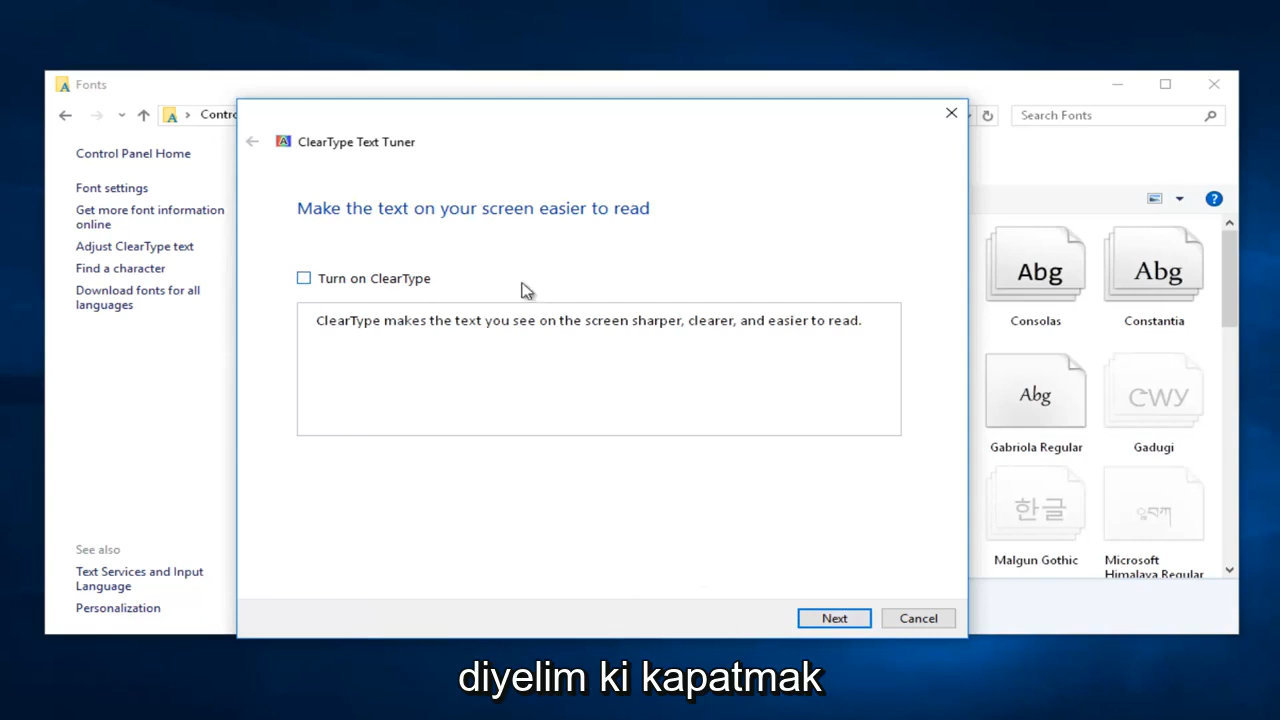 Fonts
Contro
Search Fonts
ClearType Text Tuner
Control Panel Home
Font settings
Get more font information
online
Adjust ClearType text
Find a character
Download fonts for all
languages
See also
Text Services and Input
Language
Personalization
Make the text on your screen easier to read
Turn on ClearType
ClearType makes the text you see on the screen sharper, clearer, and easier to read.
Next
Cancel
?
Abg
Abg
Consolas
Constantia
Abg
Gabriola Regular
Gadugi
한글
Malgun Gothic
Microsoft
Himalaya Regular
diyelim ki kapatmak